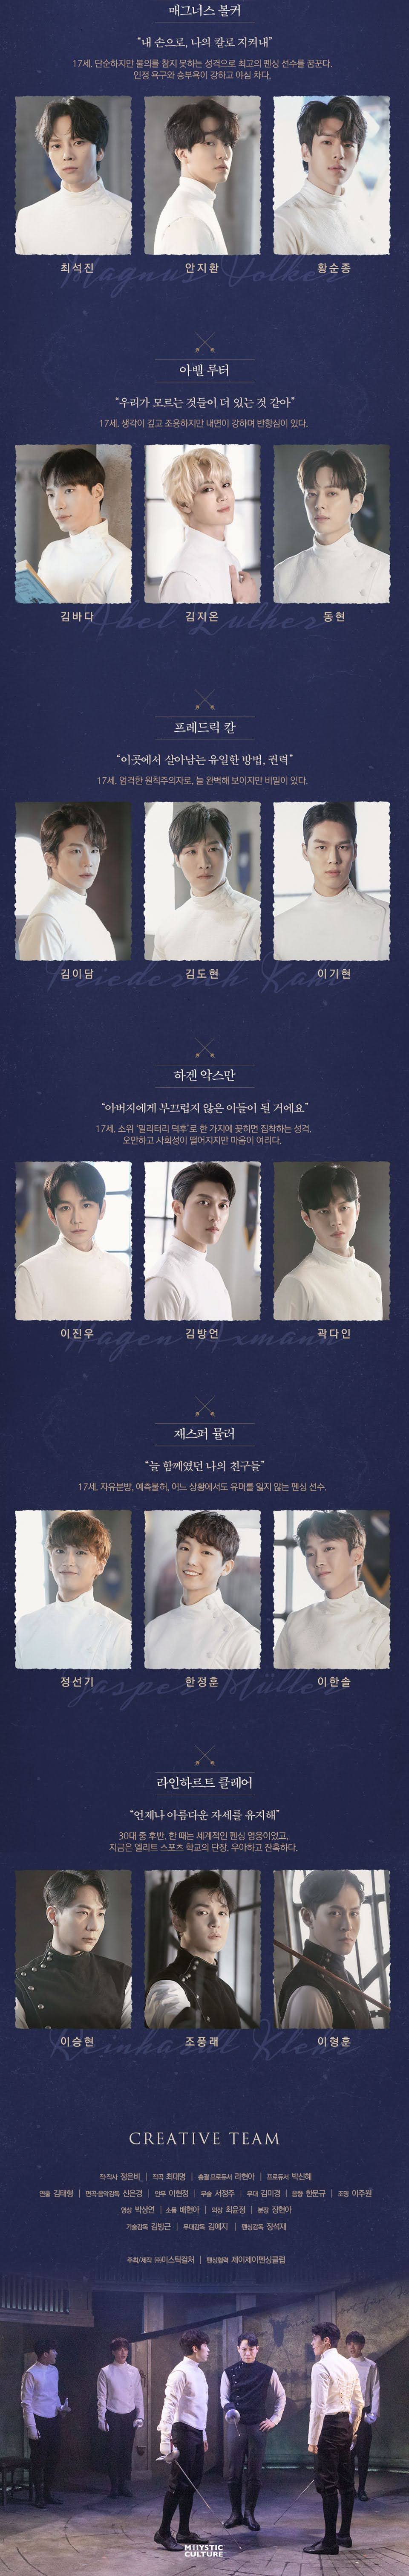 매그너스 볼커
“내 손으로, 나의 칼로 지켜내”
17세. 단순하지만 불의를 참지 못하는 성격으로 최고의 펜싱 선수를 꿈꾼다.
인정 욕구와 승부욕이 강하고 야심 차다.
최석진 안지환 황순종
Magnus Volker
아벨 루터
“우리가 모르는 것들이 더 있는 것 같아”
17세. 생각이 깊고 조용하지만 내면이 강하며 반항심이 있다.
김바다 김지온 동현
Abel Luther
프레드릭 칼
“이곳에서 살아남는 유일한 방법, 권력”
17세. 엄격한 원칙주의자로, 늘 완벽해 보이지만 비밀이 있다.
김이담 김도현 이기현
Friederich Kahl
하겐 악스만
“아버지에게 부끄럽지 않은 아들이 될 거에요”
17세. 소위 ‘밀리터리 덕후’로 한 가지에 꽂히면 집착하는 성격.
오만하고 사회성이 떨어지지만 마음이 여리다.
이진우 김방언 곽다인
Hagen Axmann
재스퍼 뮬러
“늘 함께였던 나의 친구들”
17세. 자유분방, 예측불허, 어느 상황에서도 유머를 잃지 않는 펜싱 선수.
정선기 한정훈 이한솔
Jasper Müller
라인하르트 클레어
“언제나 아름다운 자세를 유지해”
30대 중 후반. 한 때는 세계적인 펜싱 영웅이었고,
지금은 엘리트 스포츠 학교의 단장. 우아하고 잔혹하다.
이승현 조풍래 이형훈
Reinhardt
CREATIVE TEAM
작·작사 정은비 | 작곡 최대명 | 총괄 프로듀서 라현아 | 프로듀서 박신혜
연출 김태형 | 편곡·음악감독 신은경 | 안무 이현정 | 무술 서정주 | 무대 김미경 | 음향 한문규 | 조명 이주원
영상 박상연 | 소품 배현아 | 의상 최윤정 | 분장 장현아
기술감독 김방근 | 무대감독 김예지 | 펜싱감독 장석재
주최/제작 ㈜미스틱컬처 | 펜싱협력 제이제이펜싱클럽
MIIYSTIC
CULTURE